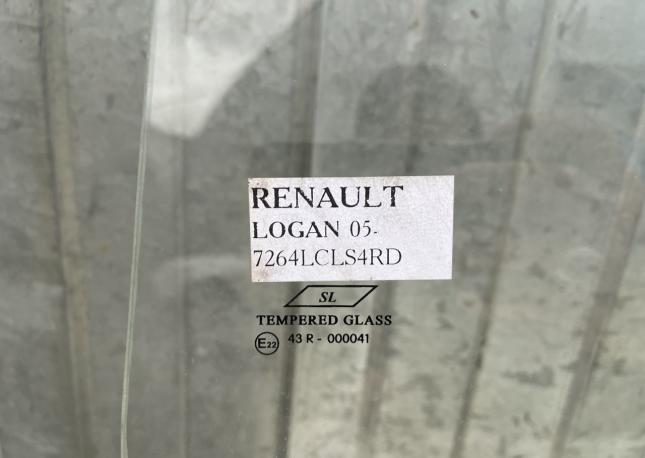 RENAULT
LOGAN 05-
7264LCLS4RD
SL
TEMPERED GLASS
E22 43 R - 000041